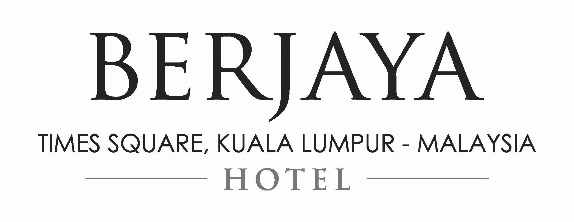 BERJAYA
TIMES SQUARE, KUALA LUMPUR - MALAYSIA
HOTEL